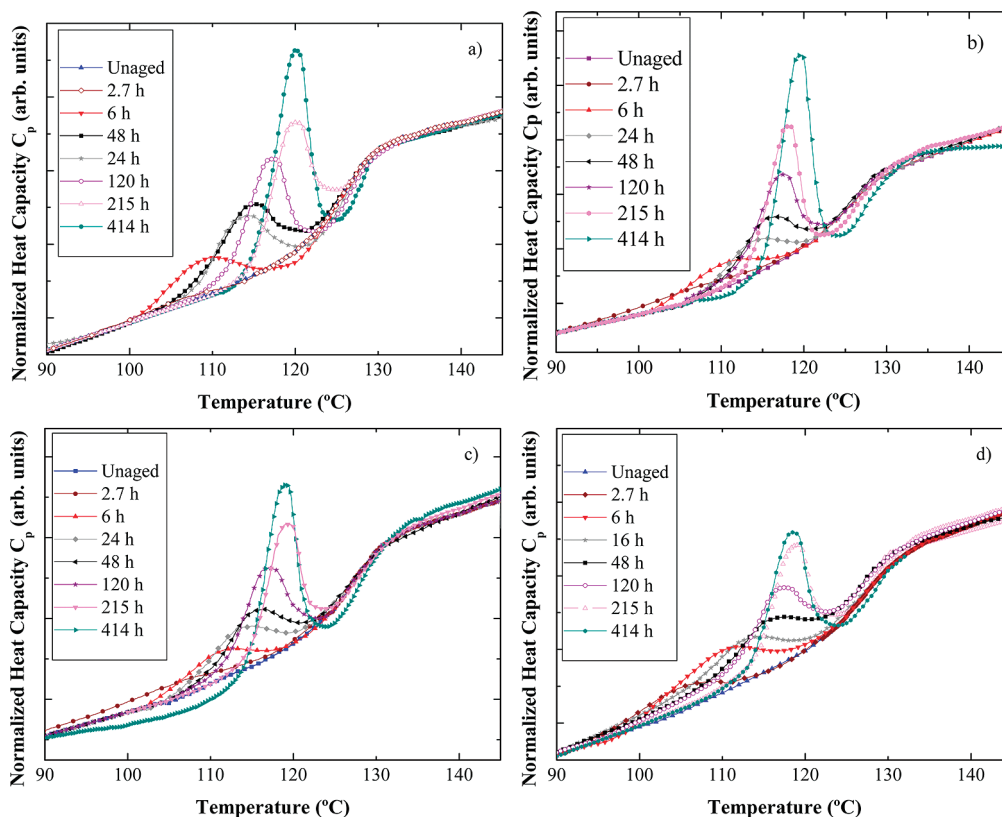 a)
Normalized Heat Capacity Cp (arb. units)
Unaged
2.7 h
6 h
48 h
24 h
120 h
215 h
414 h
90 100 110 120 130 140
Temperature (ºC)
b)
Normalized Heat Capacity Cp (arb. units)
Unaged
2.7 h
6 h
24 h
48 h
120 h
215 h
414 h
90 100 110 120 130 140
Temperature (ºC)
c)
Normalized Heat Capacity Cp (arb. units)
Unaged
2.7 h
6 h
24 h
48 h
120 h
215 h
414 h
90 100 110 120 130 140
Temperature (ºC)
d)
Normalized Heat Capacity Cp (arb. units)
Unaged
2.7 h
6 h
16 h
48 h
120 h
215 h
414 h
90 100 110 120 130 140
Temperature (ºC)